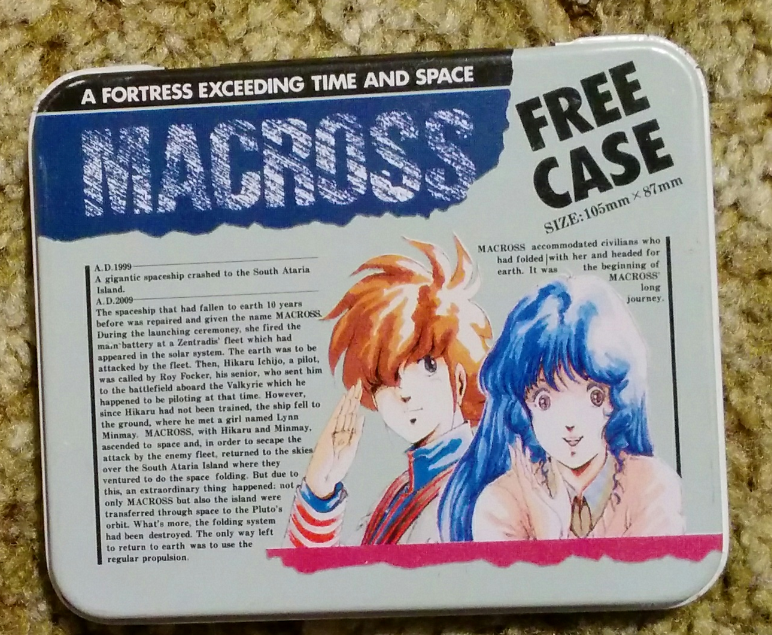 A FORTRESS EXCEEDING TIME AND SPACE
MACROSS
FREE
CASE
SIZE:105mm×87mm
A.D.1999
A gigantic spaceship crashed to the South Ataria
Island.
A.D.2009
The spaceship that had fallen to earth 10 years
before was repaired and given the name MACROSS.
During the launching ceremoney, she fired the
main battery at a Zentradis' fleet which had
appeared in the solar system. The earth was to be
attacked by the fleet. Then, Hikaru Ichijo, a pilot,
was called by Roy Focker, his senior, who sent him
to the battlefield aboard the Valkyrie which he
happened to be piloting at that time. However,
since Hikaru had not been trained, the ship fell to
the ground, where he met a girl named Lynn
Minmay. MACROSS, with Hikaru and Minmay,
ascended to space and, in order to secape the
attack by the enemy fleet, returned to the skies
over the South Ataria Island where they
ventured to do the space folding. But due to
this, an extraordinary thing happened: not
only MACROSS but also the island were
transferred through space to the Pluto's
orbit. What's more, the folding system
had been destroyed. The only way left
to return to earth was to use the
regular propulsion.
MACROSS accommodated civilians who
had folded with her and headed for
earth. It was the beginning of
MACROSS'
long
journey.